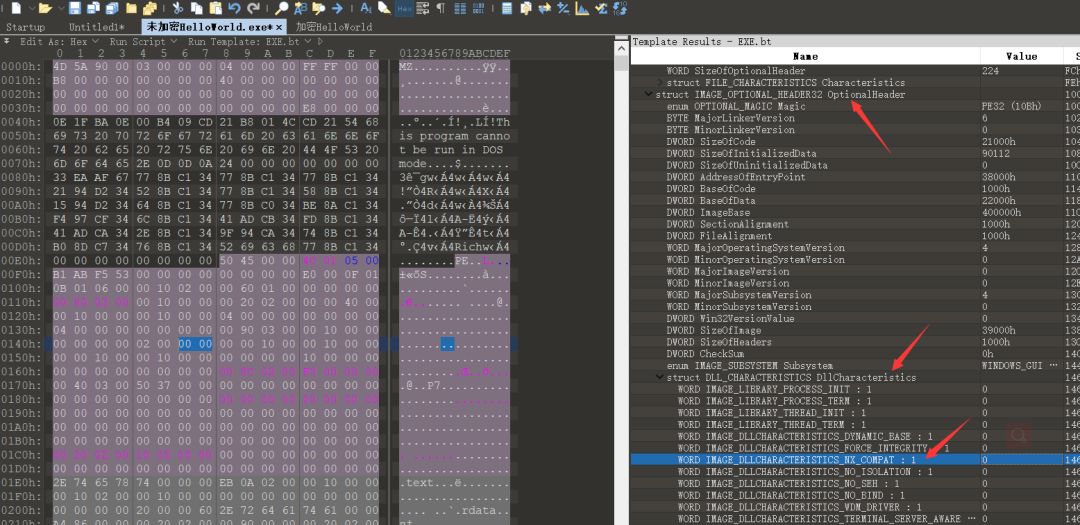 Startup Untitled1* 未加密HelloWorld.exe* × 加密HelloWorld
Edit As: Hex Run Script Run Template: EXE.bt
0 1 2 3 4 5 6 7 8 9 A B C D E F 0123456789ABCDEF
0000h: 4D 5A 90 00 03 00 00 00 04 00 00 00 FF FF 00 00 MZ..........ÿÿ..
0010h: B8 00 00 00 00 00 00 00 40 00 00 00 00 00 00 00 ........@.......
0020h: 00 00 00 00 00 00 00 00 00 00 00 00 00 00 00 00
0030h: 00 00 00 00 00 00 00 00 00 00 00 00 E8 00 00 00 ............è...
0040h: 0E 1F BA 0E 00 B4 09 CD 21 B8 01 4C CD 21 54 68 ..º..´.Í!¸.LÍ!Th
0050h: 69 73 20 70 72 6F 67 72 61 6D 20 63 61 6E 6E 6F is program canno
0060h: 74 20 62 65 20 72 75 6E 20 69 6E 20 44 4F 53 20 t be run in DOS
0070h: 6D 6F 64 65 2E 0D 0D 0A 24 00 00 00 00 00 00 00 mode....$.......
0080h: 33 EA AF 67 77 8B C1 34 77 8B C1 34 77 8B C1 34
0090h: 21 94 D2 34 52 8B C1 34 77 8B C1 34 58 8B C1 34
00A0h: 15 94 D2 34 64 8B C1 34 77 8B C0 34 BE 8A C1 34
00B0h: F4 97 CF 34 6C 8B C1 34 41 AD CB 34 FD 8B C1 34
00C0h: 41 AD CA 34 2E 8B C1 34 9F 94 CA 34 74 8B C1 34
00D0h: B0 8D C7 34 76 8B C1 34 52 69 63 68 77 8B C1 34
00E0h: 00 00 00 00 00 00 00 00 50 45 00 00 4C 01 05 00 ........PE..L...
00F0h: B1 AB F5 53 00 00 00 00 00 00 00 00 E0 00 0F 01 ±«õS........à...
0100h: 0B 01 06 00 00 10 02 00 00 60 01 00 00 00 00 00
0110h: 00 80 03 00 00 10 00 00 00 20 02 00 00 00 40 00
0120h: 00 10 00 00 00 10 00 00 04 00 00 00 00 00 00 00
0130h: 04 00 00 00 00 00 00 00 00 90 03 00 00 10 00 00
0140h: 00 00 00 00 02 00 00 00 00 00 10 00 00 10 00 00
0150h: 00 00 10 00 00 10 00 00 00 00 00 00 10 00 00 00
0160h:
0170h: 00 40 03 00 50 37 00 00 00 00 00 00 00 00 00 00 .@..P7..........
0180h: 00 00 00 00 00 00 00 00 00 00 00 00 00 00 00 00
0190h: 00 00 00 00 00 00 00 00 00 00 00 00 00 00 00 00
01A0h: 00 00 00 00 00 00 00 00 00 00 00 00 00 00 00 00
01B0h: 00 00 00 00 00 00 00 00 00 00 00 00 00 00 00 00
01C0h:
01D0h: 00 00 00 00 00 00 00 00 00 00 00 00 00 00 00 00
01E0h: 2E 74 65 78 74 00 00 00 EB 0A 02 00 00 10 00 00 .text...ë.......
01F0h: 00 10 02 00 00 10 00 00 00 00 00 00 00 00 00 00
0200h: 00 00 00 00 20 00 00 60 2E 72 64 61 74 61 00 00 .... ..`.rdata..
Template Results - EXE.bt
Name Value
WORD SizeOfOptionalHeader 224
struct FILE_CHARACTERISTICS Characteristics
struct IMAGE_OPTIONAL_HEADER32 OptionalHeader
enum OPTIONAL_MAGIC Magic PE32 (10Bh)
BYTE MajorLinkerVersion 6
BYTE MinorLinkerVersion 0
DWORD SizeOfCode 21000h
DWORD SizeOfInitializedData 90112
DWORD SizeOfUninitializedData 0
DWORD AddressOfEntryPoint 38000h
DWORD BaseOfCode 1000h
DWORD BaseOfData 22000h
DWORD ImageBase 400000h
DWORD SectionAlignment 1000h
DWORD FileAlignment 1000h
WORD MajorOperatingSystemVersion 4
WORD MinorOperatingSystemVersion 0
WORD MajorImageVersion 0
WORD MinorImageVersion 0
WORD MajorSubsystemVersion 4
WORD MinorSubsystemVersion 0
DWORD Win32VersionValue 0
DWORD SizeOfImage 39000h
DWORD SizeOfHeaders 1000h
DWORD CheckSum 0h
enum IMAGE_SUBSYSTEM Subsystem WINDOWS_GUI ...
struct DLL_CHARACTERISTICS DllCharacteristics
WORD IMAGE_LIBRARY_PROCESS_INIT : 1 0
WORD IMAGE_LIBRARY_PROCESS_TERM : 1 0
WORD IMAGE_LIBRARY_THREAD_INIT : 1 0
WORD IMAGE_LIBRARY_THREAD_TERM : 1 0
WORD IMAGE_DLLCHARACTERISTICS_DYNAMIC_BASE : 1 0
WORD IMAGE_DLLCHARACTERISTICS_FORCE_INTEGRITY : 1 0
WORD IMAGE_DLLCHARACTERISTICS_NX_COMPAT : 1 0
WORD IMAGE_DLLCHARACTERISTICS_NO_ISOLATION : 1 0
WORD IMAGE_DLLCHARACTERISTICS_NO_SEH : 1 0
WORD IMAGE_DLLCHARACTERISTICS_NO_BIND : 1 0
WORD IMAGE_DLLCHARACTERISTICS_WDM_DRIVER : 1 0
WORD IMAGE_DLLCHARACTERISTICS_TERMINAL_SERVER_AWARE ... 0